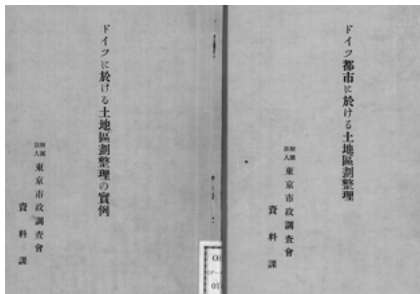 ドイツ都市に於ける土地區劃整理
財團法人 東京市政調查會
資料課
ドイツに於ける土地區劃整理の實例
財團法人 東京市政調查會
資料課